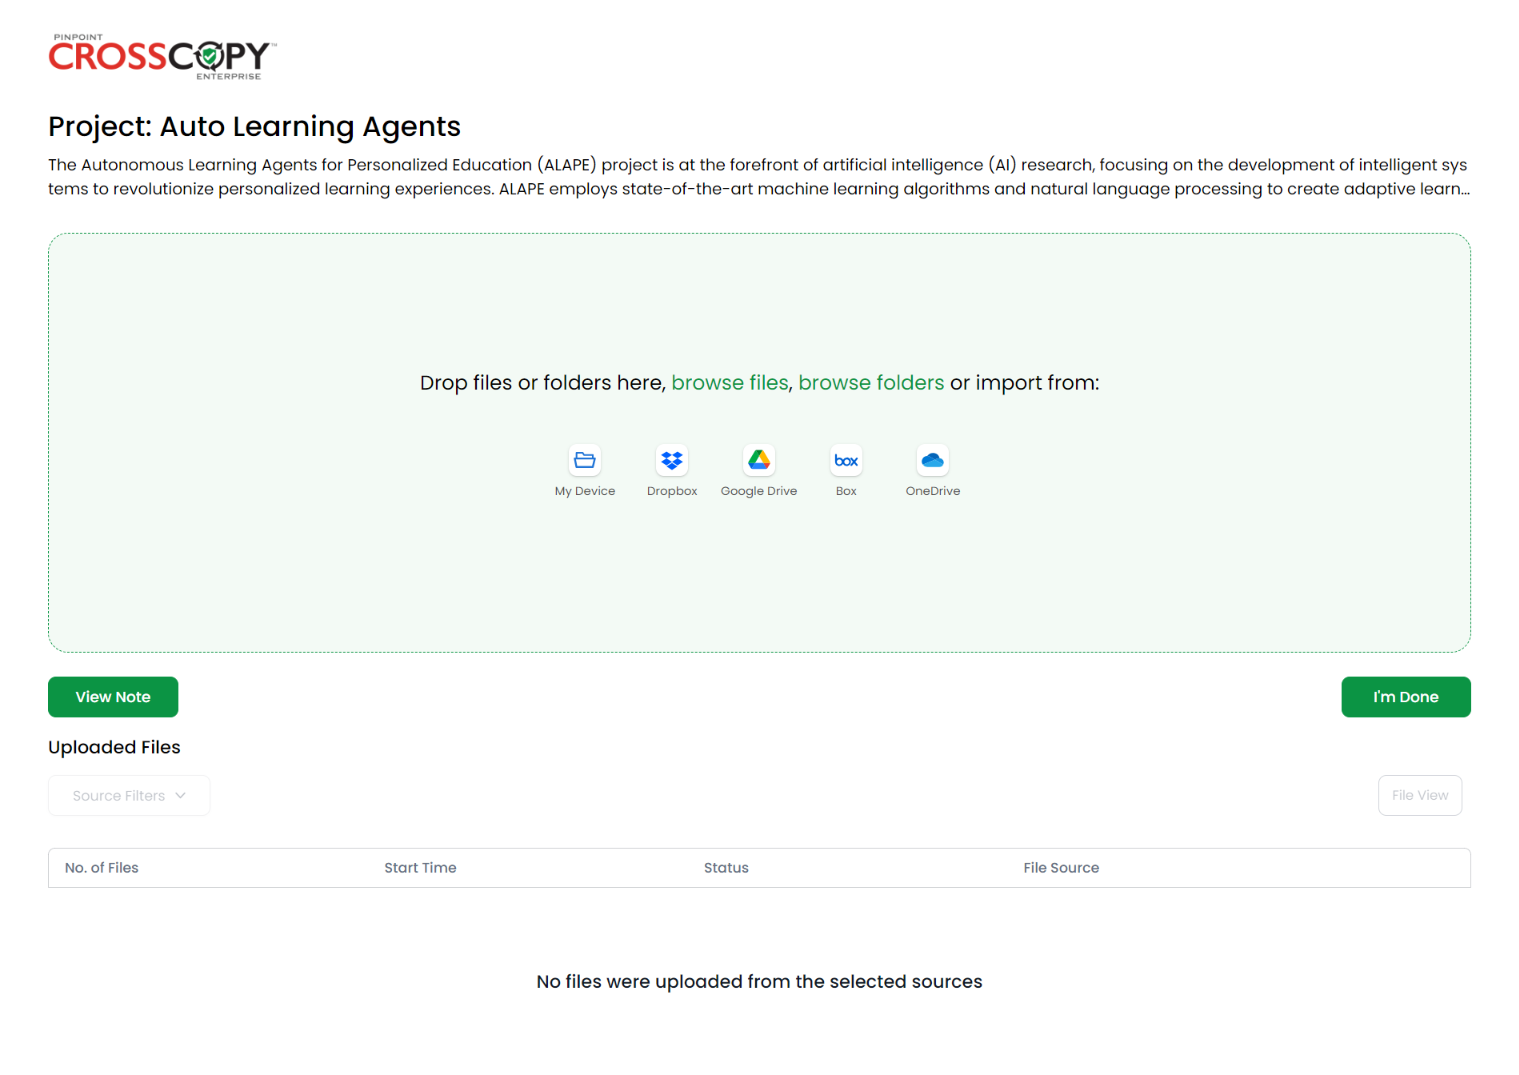 PINPOINT
CROSSCOPY™
ENTERPRISE
Project: Auto Learning Agents
The Autonomous Learning Agents for Personalized Education (ALAPE) project is at the forefront of artificial intelligence (AI) research, focusing on the development of intelligent sys
tems to revolutionize personalized learning experiences. ALAPE employs state-of-the-art machine learning algorithms and natural language processing to create adaptive learn...
Drop files or folders here, browse files, browse folders or import from:
box
My Device Dropbox Google Drive Box OneDrive
View Note I'm Done
Uploaded Files
Source Filters File View
No. of Files Start Time Status File Source
No files were uploaded from the selected sources